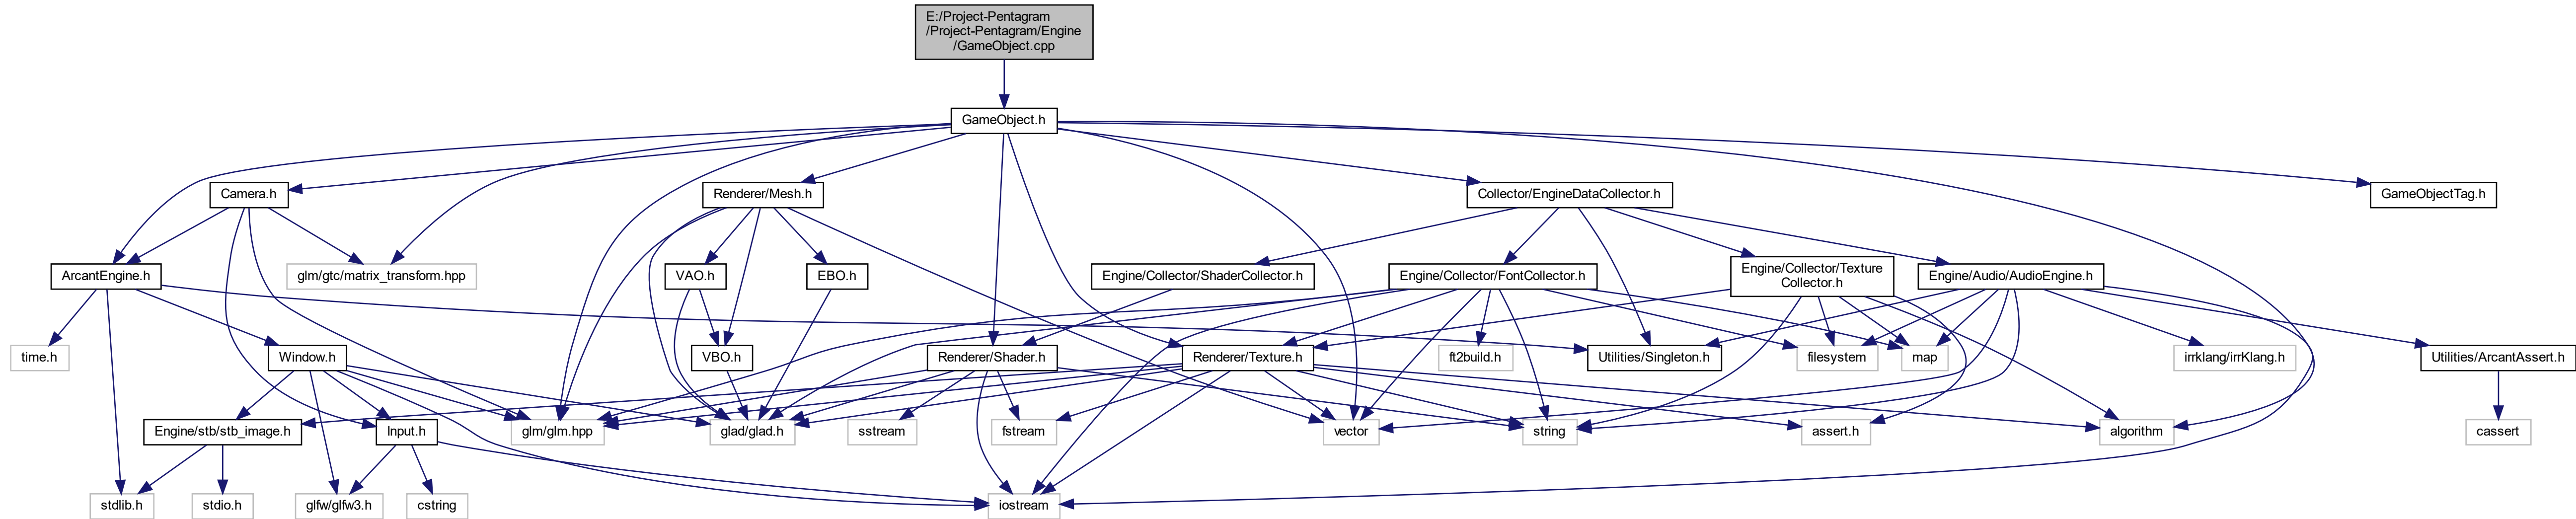 E:/Project-Pentagram
/Project-Pentagram/Engine
/GameObject.cpp
GameObject.h
Camera.h
Renderer/Mesh.h
Collector/EngineDataCollector.h
GameObjectTag.h
ArcantEngine.h
glm/gtc/matrix_transform.hpp
VAO.h
EBO.h
Engine/Collector/ShaderCollector.h
Engine/Collector/FontCollector.h
Engine/Collector/Texture
Collector.h
Engine/Audio/AudioEngine.h
time.h
Window.h
VBO.h
Renderer/Shader.h
Renderer/Texture.h
ft2build.h
Utilities/Singleton.h
filesystem
map
irrklang/irrKlang.h
Utilities/ArcantAssert.h
Engine/stb/stb_image.h
Input.h
glm/glm.hpp
glad/glad.h
sstream
fstream
vector
string
assert.h
algorithm
cassert
stdlib.h
stdio.h
glfw/glfw3.h
cstring
iostream